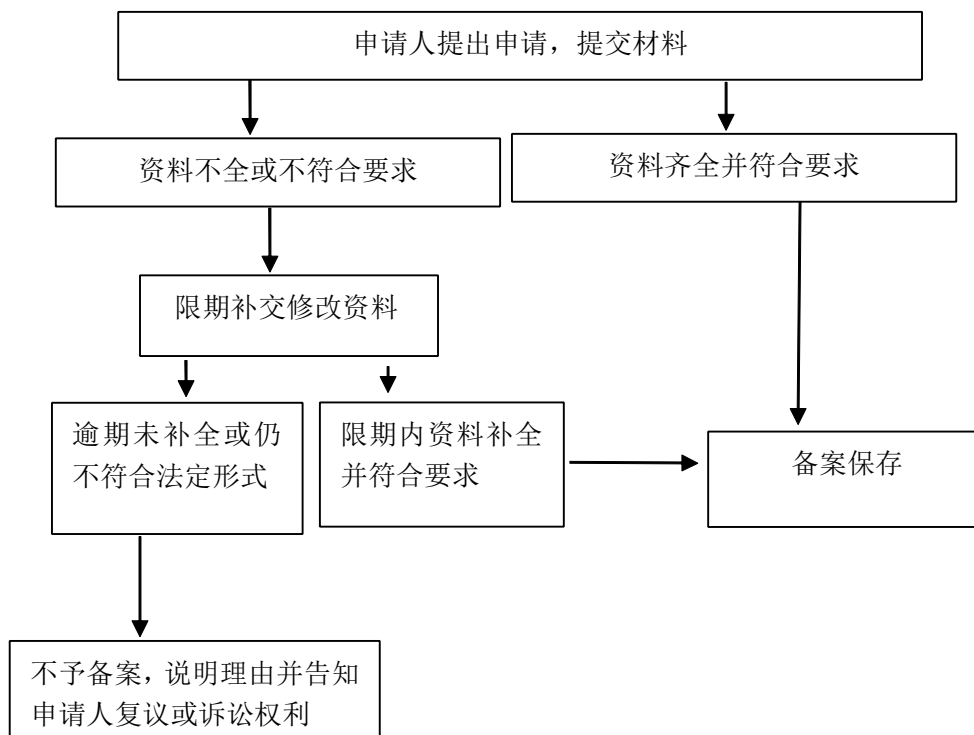 申请人提出申请，提交材料
资料不全或不符合要求
资料齐全并符合要求
限期补交修改资料
逾期未补全或仍
不符合法定形式
限期内资料补全
并符合要求
备案保存
不予备案，说明理由并告知
申请人复议或诉讼权利